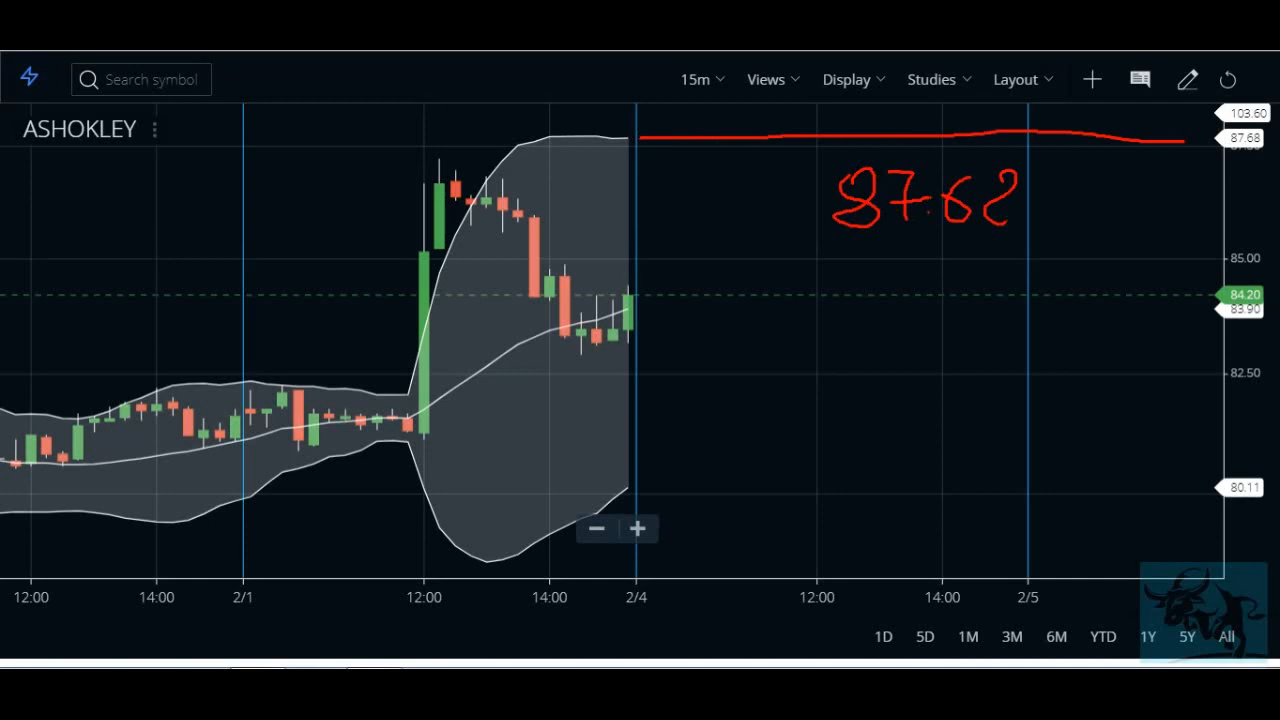 Search symbol 15m Views Display Studies Layout
103.60
ASHOKLEY
87.68
87.62
85.00
84.20
83.90
82.50
80.11
12:00 14:00 2/1 12:00 14:00 2/4 12:00 14:00 2/5
1D 5D 1M 3M 6M YTD 1Y 5Y All